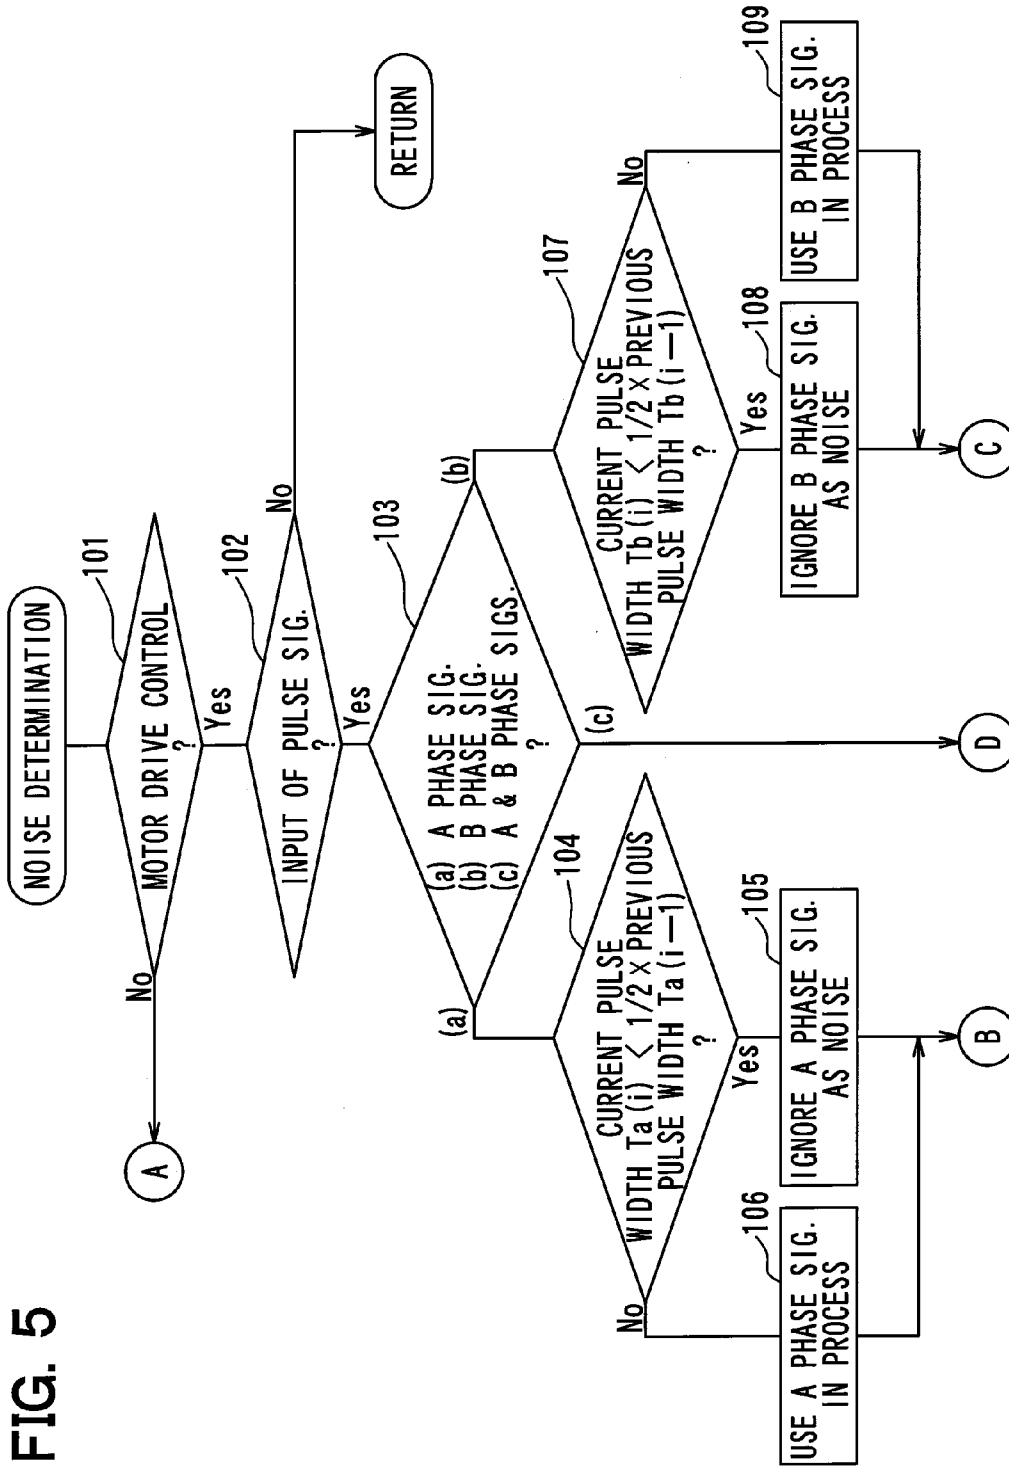 FIG. 5
NOISE DETERMINATION
101
MOTOR DRIVE CONTROL
?
No
A
Yes
102
INPUT OF PULSE SIG.
?
No
RETURN
Yes
103
(a) A PHASE SIG.
(b) B PHASE SIG.
(c) A & B PHASE SIGS.
?
(a)
(b)
(c)
104
CURRENT PULSE
WIDTH Ta(i) < 1/2×PREVIOUS
PULSE WIDTH Ta(i—1)
?
No
Yes
106
USE A PHASE SIG.
IN PROCESS
105
IGNORE A PHASE SIG.
AS NOISE
B
D
107
CURRENT PULSE
WIDTH Tb(i) < 1/2×PREVIOUS
PULSE WIDTH Tb(i—1)
?
Yes
No
108
IGNORE B PHASE SIG.
AS NOISE
109
USE B PHASE SIG.
IN PROCESS
C